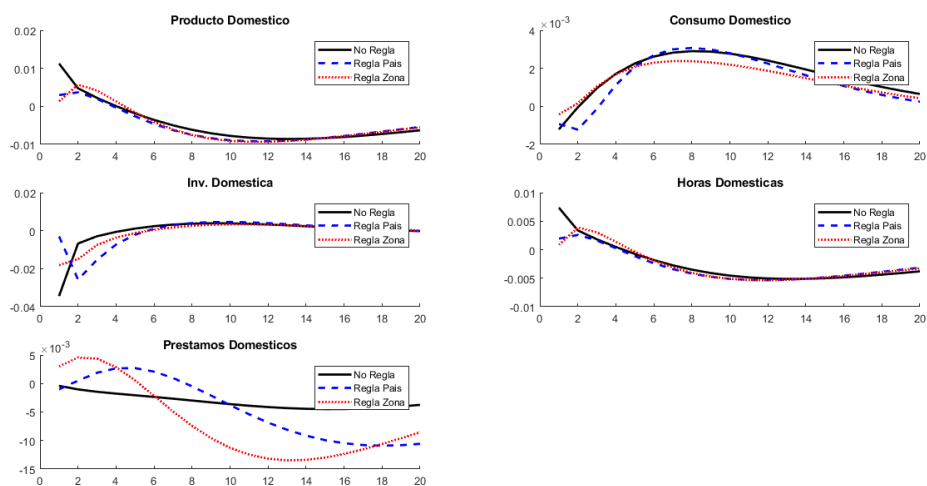 Producto Domestico
0.02
0.01
0
-0.01
0 2 4 6 8 10 12 14 16 18 20
No Regla
Regla Pais
Regla Zona
Consumo Domestico
×10⁻³
4
2
0
-2
0 2 4 6 8 10 12 14 16 18 20
No Regla
Regla Pais
Regla Zona
Inv. Domestica
0.02
0
-0.02
-0.04
0 2 4 6 8 10 12 14 16 18 20
No Regla
Regla Pais
Regla Zona
Horas Domesticas
0.01
0.005
0
-0.005
-0.01
0 2 4 6 8 10 12 14 16 18 20
No Regla
Regla Pais
Regla Zona
Prestamos Domesticos
×10⁻³
5
0
-5
-10
-15
0 2 4 6 8 10 12 14 16 18 20
No Regla
Regla Pais
Regla Zona